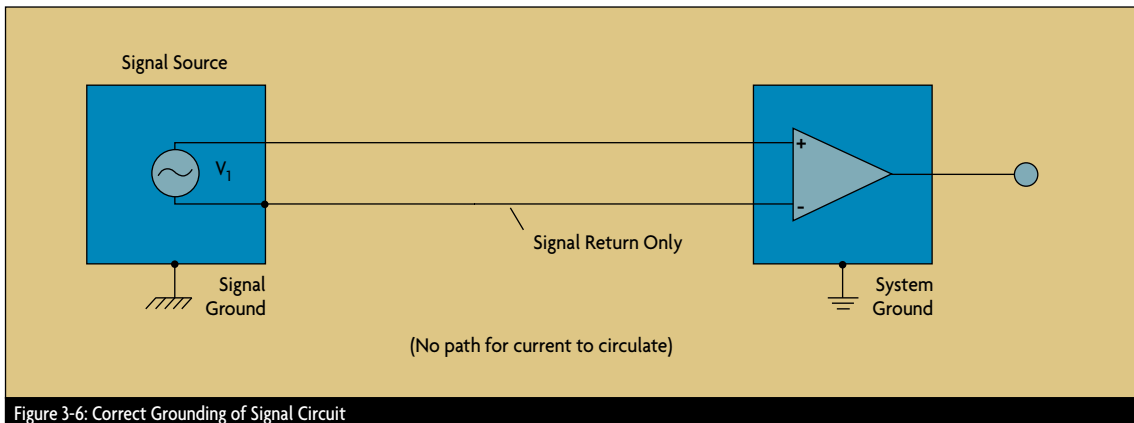 Signal Source
V1
+
-
Signal Return Only
Signal
Ground
System
Ground
(No path for current to circulate)
Figure 3-6: Correct Grounding of Signal Circuit